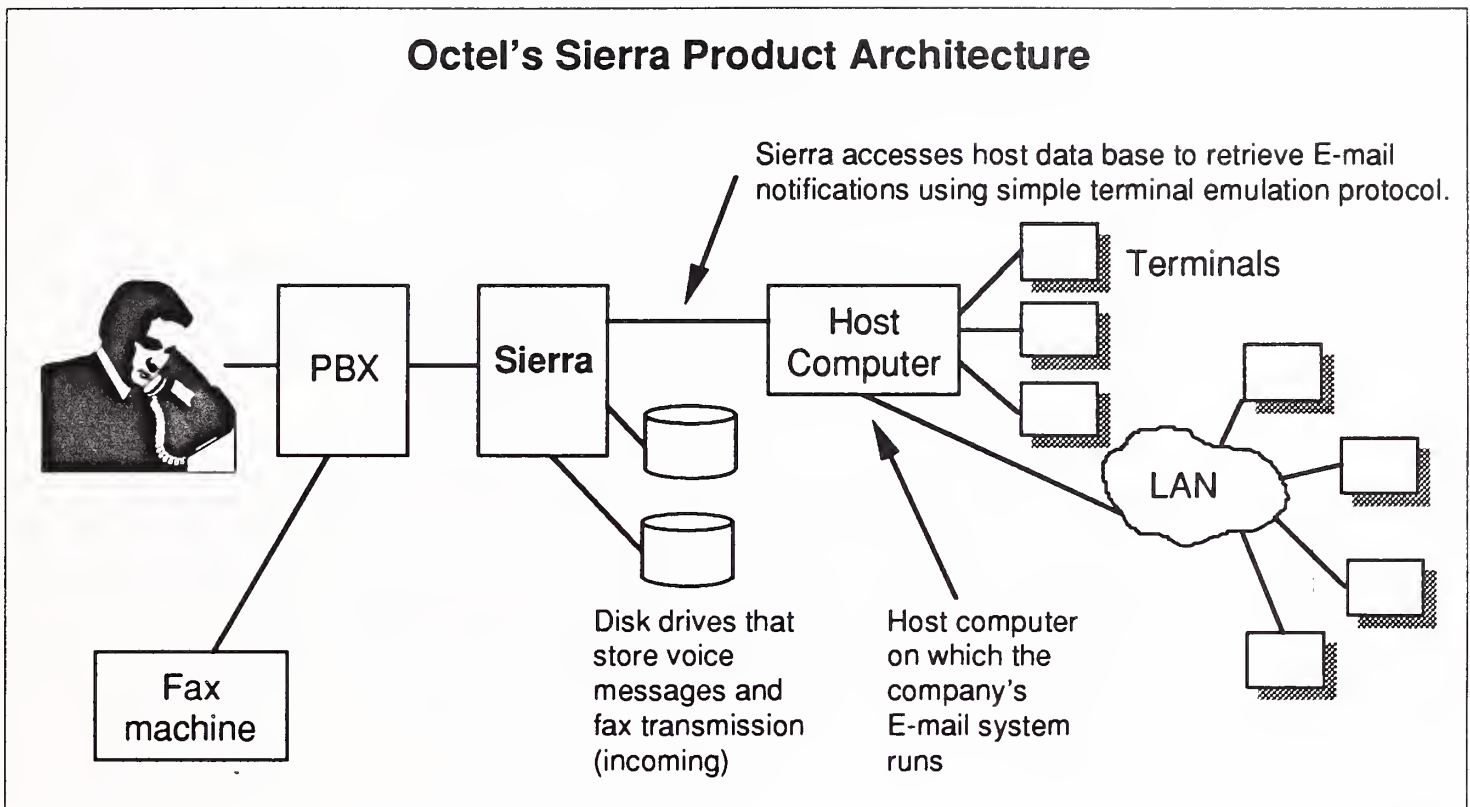 Octel's Sierra Product Architecture
Sierra accesses host data base to retrieve E-mail
notifications using simple terminal emulation protocol.
Terminals
PBX
Sierra
Host
Computer
LAN
Fax
machine
Disk drives that
store voice
messages and
fax transmission
(incoming)
Host computer
on which the
company's
E-mail system
runs